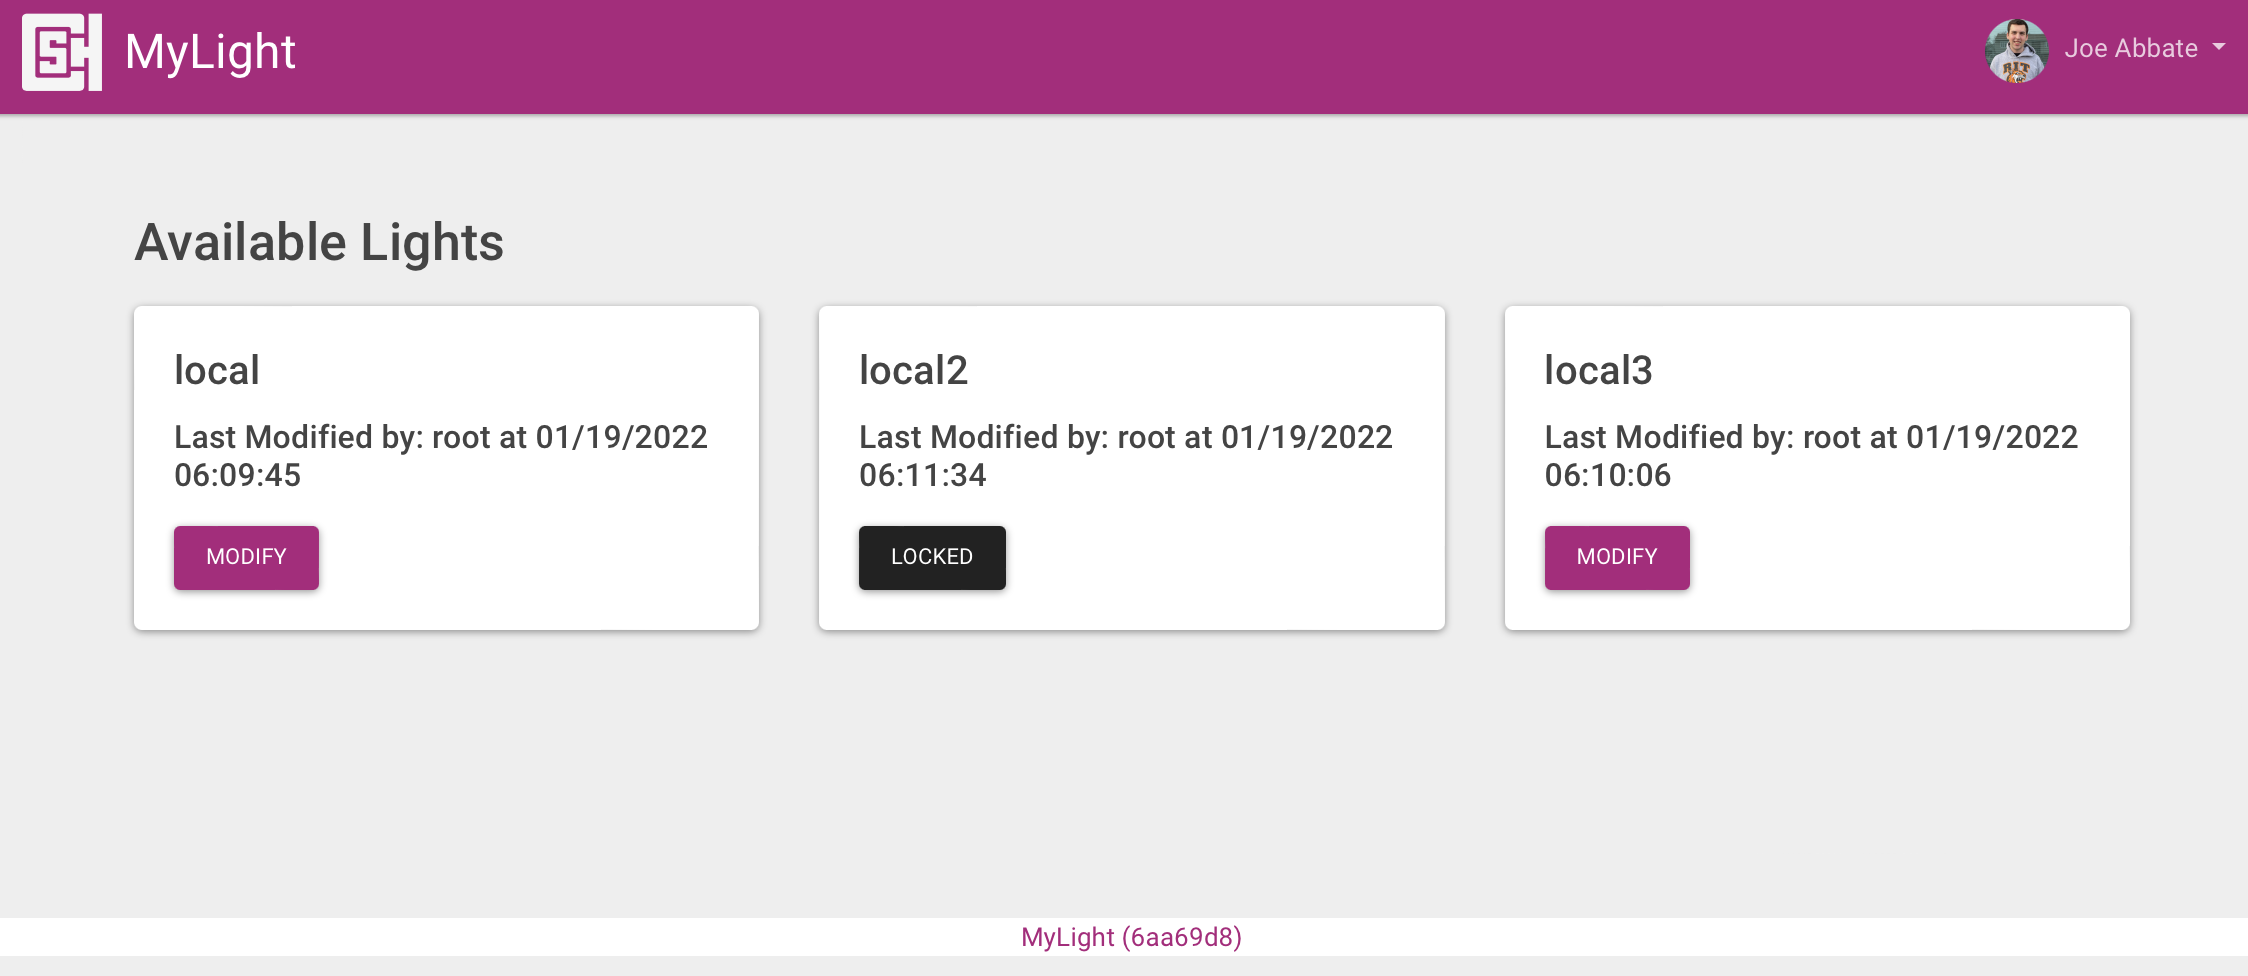 MyLight
Joe Abbate
Available Lights
local
Last Modified by: root at 01/19/2022
06:09:45
MODIFY
local2
Last Modified by: root at 01/19/2022
06:11:34
LOCKED
local3
Last Modified by: root at 01/19/2022
06:10:06
MODIFY
MyLight (6aa69d8)